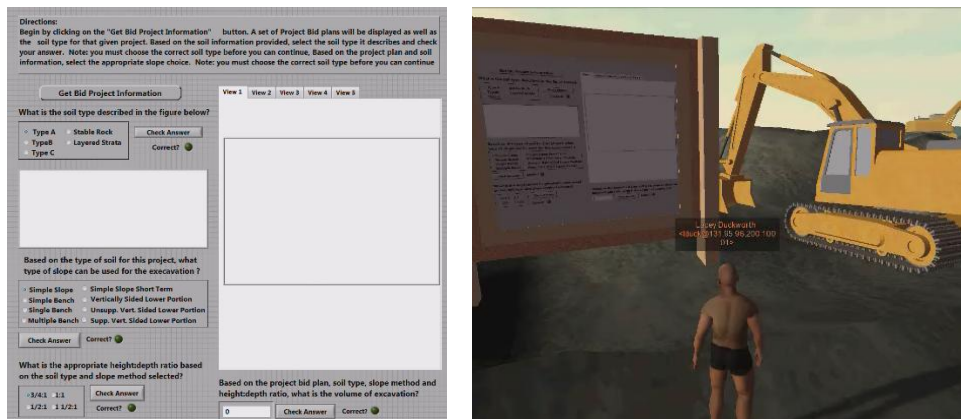 Directions:
Begin by clicking on the "Get Bid Project Information" button. A set of Project Bid plans will be displayed as well as
the soil type for that given project. Based on the soil information provided, select the soil type it describes and check
your answer. Note: you must choose the correct soil type before you can continue, Based on the project plan and soil
information, select the appropriate slope choice. Note: you must choose the correct soil type before you can continue
Get Bid Project Information
View 1 View 2 View 3 View 4 View 5
What is the soil type described in the figure below?
Type A Stable Rock
TypeB Layered Strata
Type C
Check Answer
Correct?
Based on the type of soil for this project, what
type of slope can be used for the execavation ?
Simple Slope Simple Slope Short Term
Simple Bench Vertically Sided Lower Portion
Single Bench Unsupp. Vert. Sided Lower Portion
Multiple Bench Supp. Vert. Sided Lower Portion
Check Answer Correct?
What is the appropriate height:depth ratio based
on the soil type and slope method selected?
3/4:1 1:1
1/2:1 1 1/2:1
Check Answer
Correct?
Based on the project bid plan, soil type, slope method and
height:depth ratio, what is the volume of excavation?
0 Check Answer Correct?
Lacey Duckworth